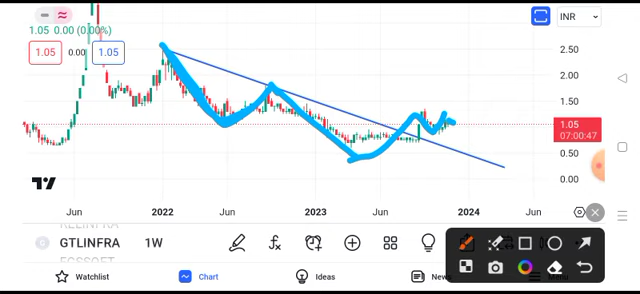 INR
1.05 0.00 (0.00%)
1.05 0.00 1.05
2.50
2.00
1.50
1.05
07:00:47
0.50
0.00
Jun 2022 Jun 2023 Jun 2024 Jun
GTLINFRA 1W
Watchlist Chart Ideas News Menu